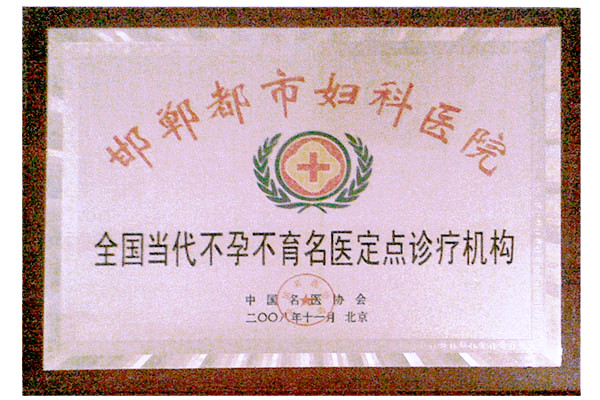 邯郸都市妇科医院
全国当代不孕不育名医定点诊疗机构
中国名医协会
二〇〇八年十一月 北京